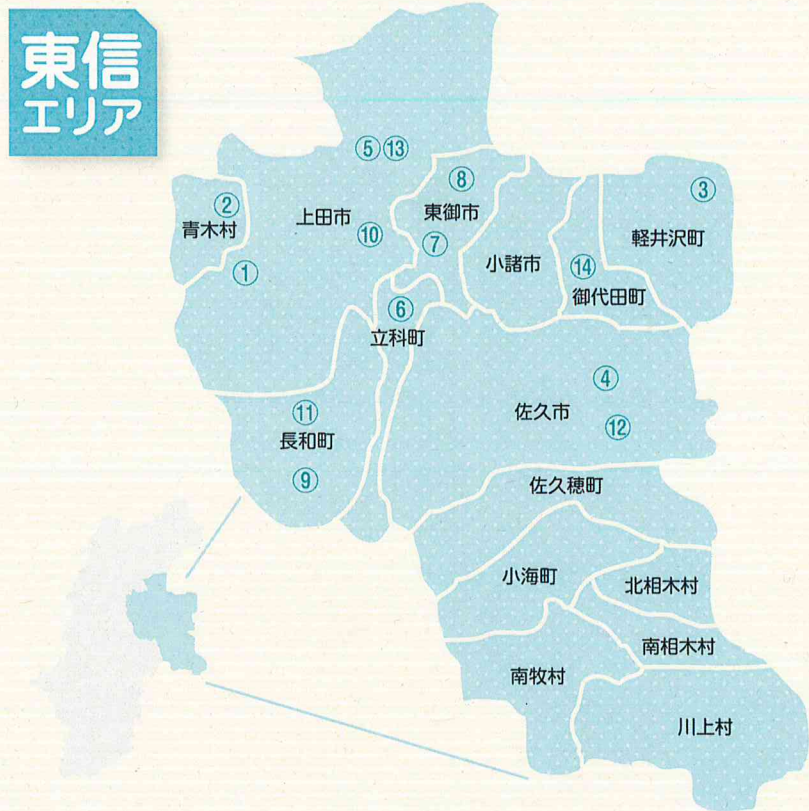 東信
エリア
⑤⑬
⑧
③
②
青木村
上田市
⑩
東御市
⑦
軽井沢町
小諸市
①
⑭
御代田町
⑥
立科町
④
佐久市
⑪
長和町
⑫
⑨
佐久穂町
小海町
北相木村
南相木村
南牧村
川上村